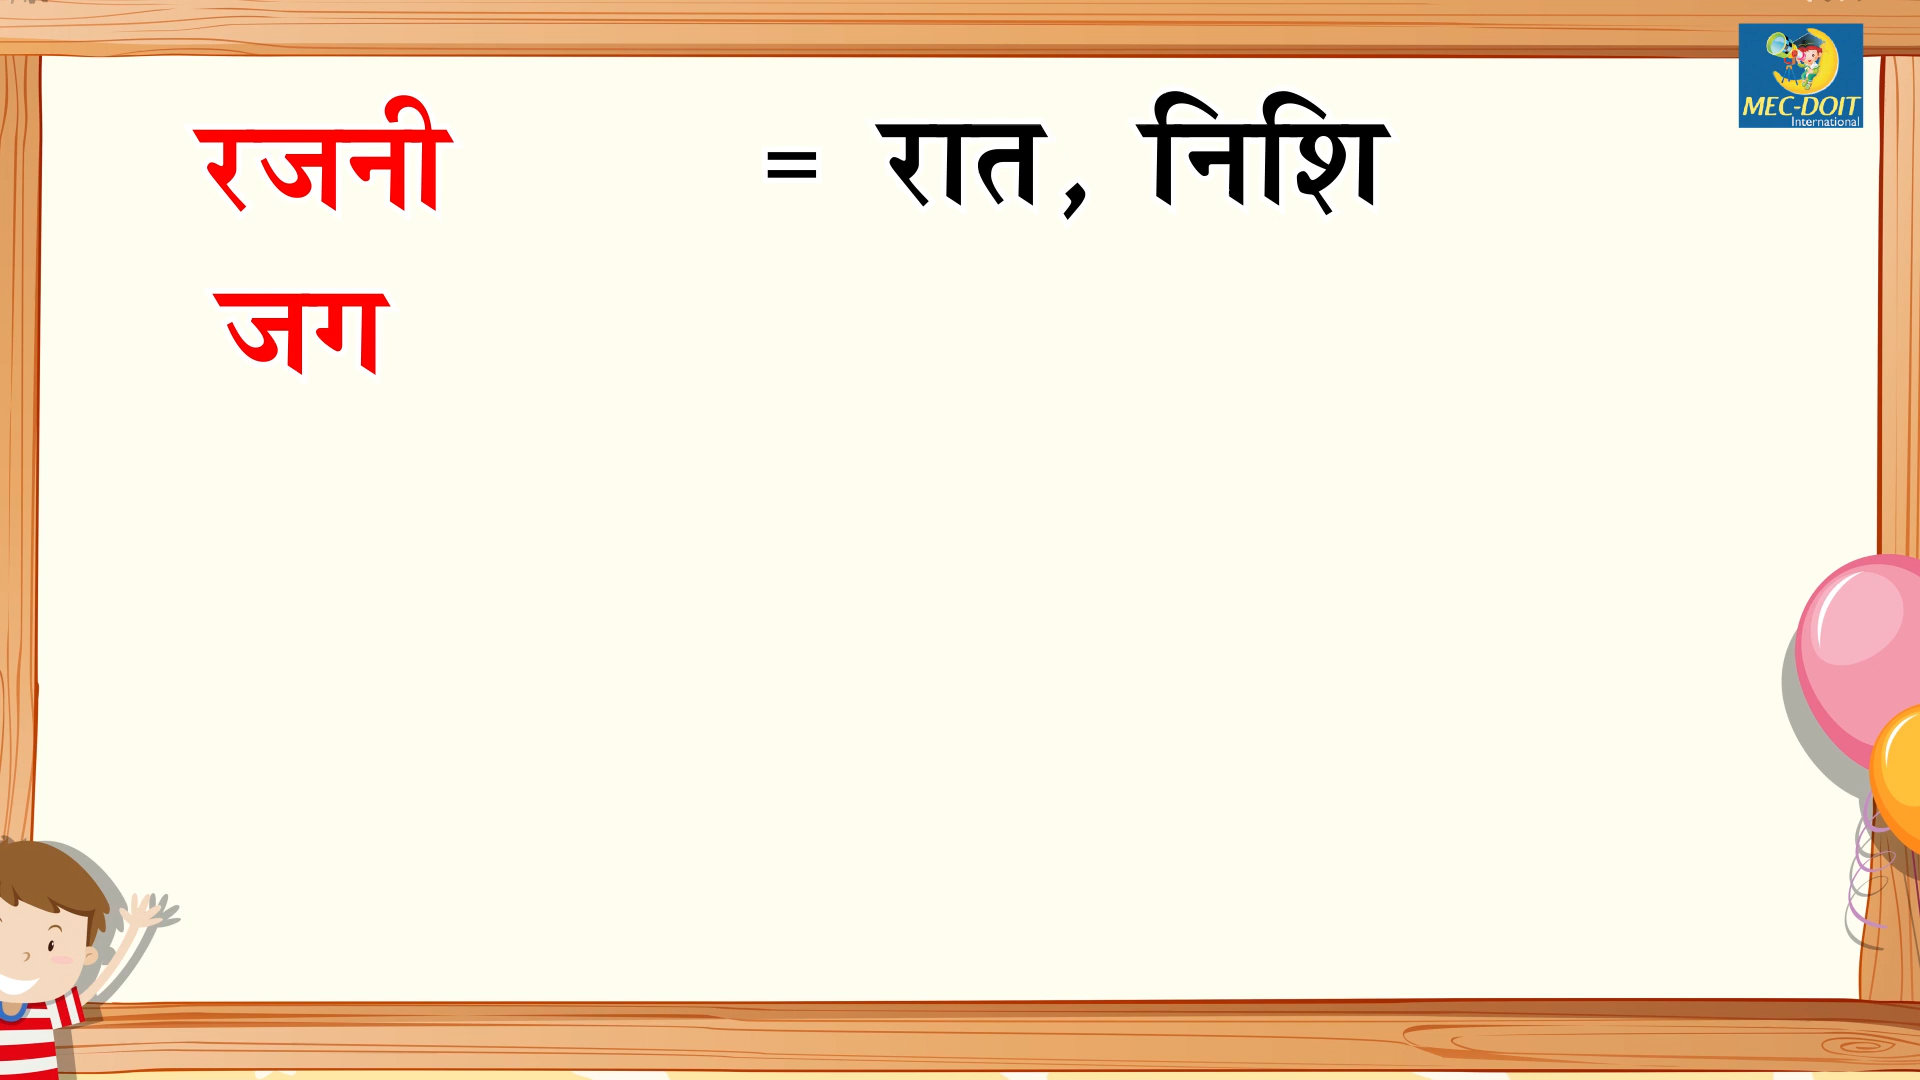 MEC-DOIT
International
रजनी = रात, निशि
जग